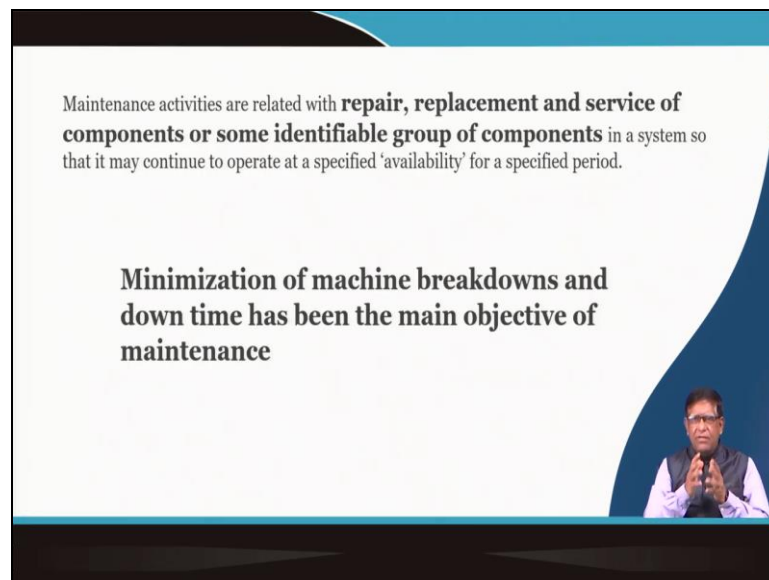 Maintenance activities are related with repair, replacement and service of
components or some identifiable group of components in a system so
that it may continue to operate at a specified ‘availability’ for a specified period.
Minimization of machine breakdowns and
down time has been the main objective of
maintenance